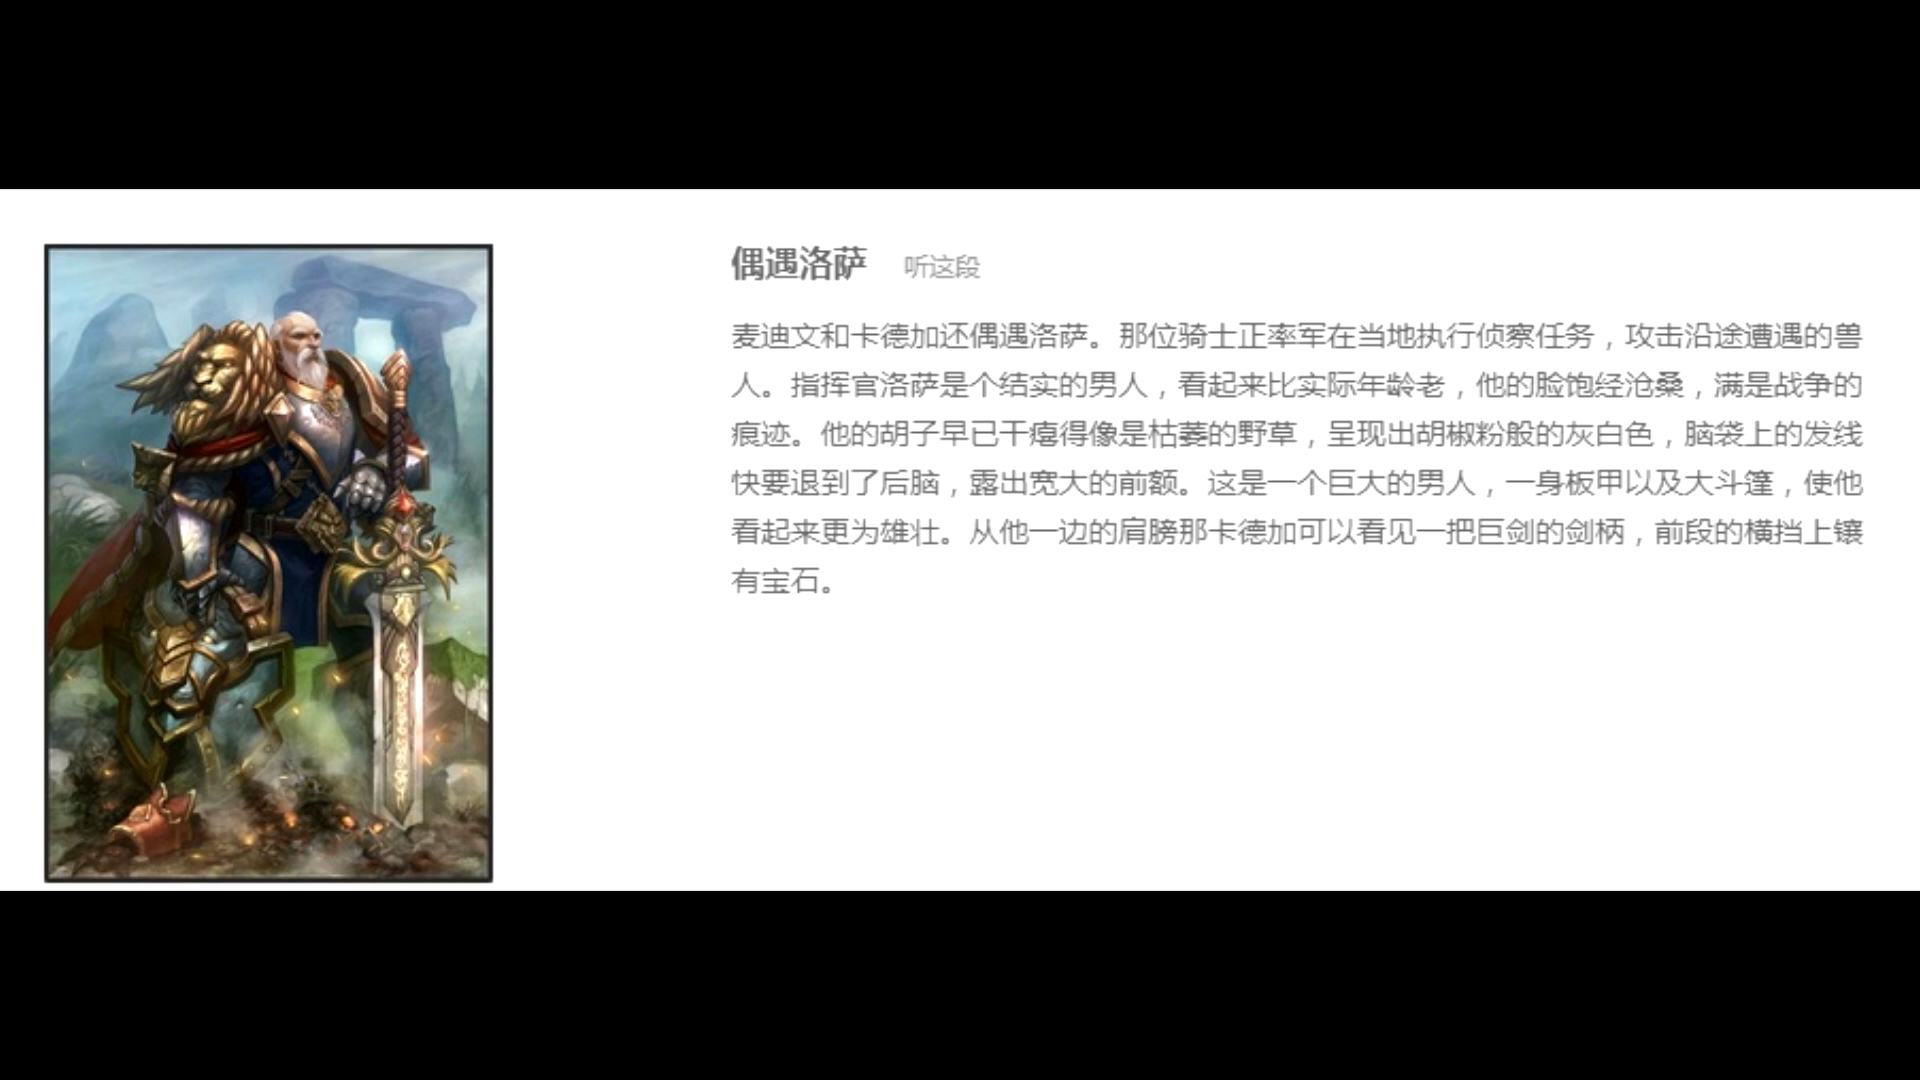 偶遇洛萨 听这段
麦迪文和卡德加还偶遇洛萨。那位骑士正率军在当地执行侦察任务，攻击沿途遭遇的兽
人。指挥官洛萨是个结实的男人，看起来比实际年龄老，他的脸饱经沧桑，满是战争的
痕迹。他的胡子早已干瘪得像是枯萎的野草，呈现出胡椒粉般的灰白色，脑袋上的发线
快要退到了后脑，露出宽大的前额。这是一个巨大的男人，一身板甲以及大斗篷，使他
看起来更为雄壮。从他一边的肩膀那卡德加可以看见一把巨剑的剑柄，前段的横挡上镶
有宝石。